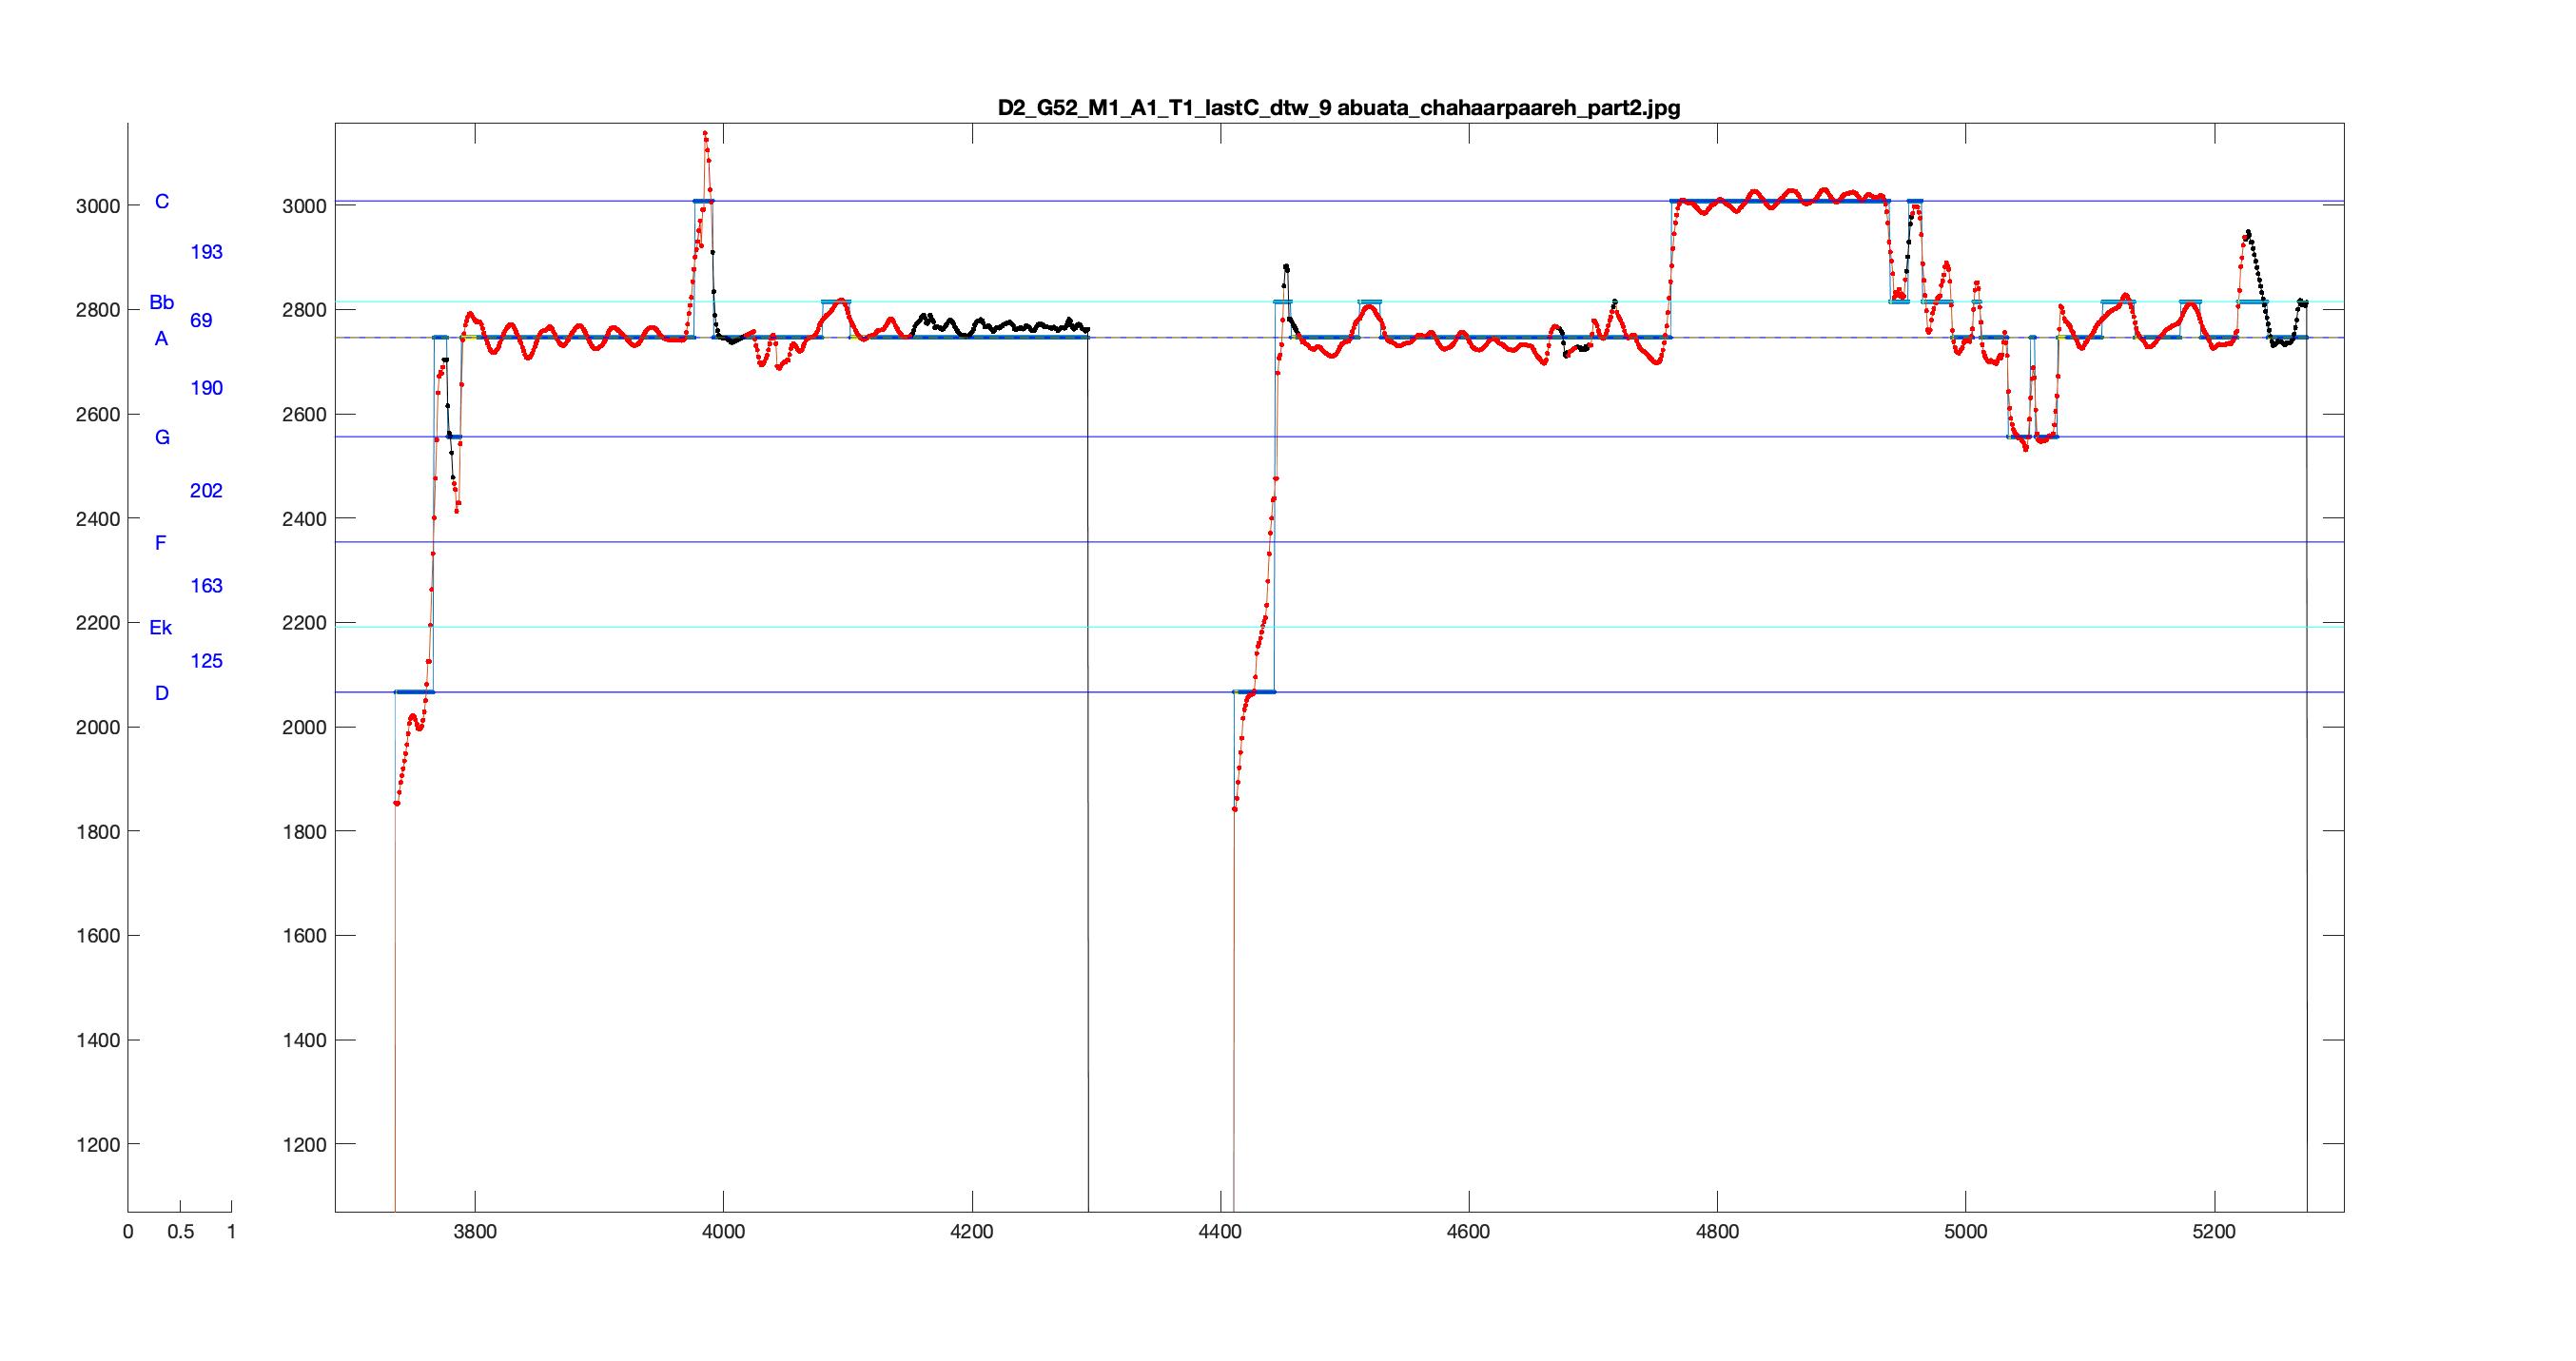 D2_G52_M1_A1_T1_lastC_dtw_9 abuata_chahaarpaareh_part2.jpg
3000 C 3000
193
2800 Bb 2800
69
A
190
2600 2600
G
202
2400 2400
F
163
2200 Ek 2200
125
D
2000 2000
1800 1800
1600 1600
1400 1400
1200 1200
0 0.5 1 3800 4000 4200 4400 4600 4800 5000 5200